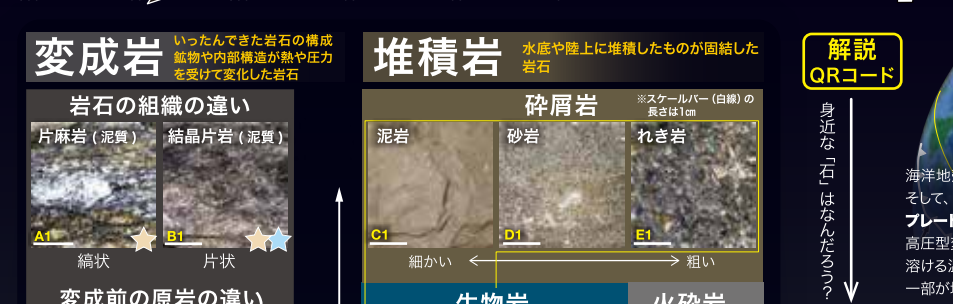 変成岩
いったんできた岩石の構成
鉱物や内部構造が熱や圧力
を受けて変化した岩石
岩石の組織の違い
片麻岩（泥質）
結晶片岩（泥質）
A1
B1
縞状
片状
変成前の原岩の違い
堆積岩
水底や陸上に堆積したものが固結した
岩石
砕屑岩
※スケールバー（白線）の
長さは1cm
泥岩
砂岩
れき岩
C1
D1
E1
細かい
粗い
生物岩
火砕岩
解説
QRコード
身近な「石」はなんだろう？
そして、
プレート
高圧型
溶ける
一部が